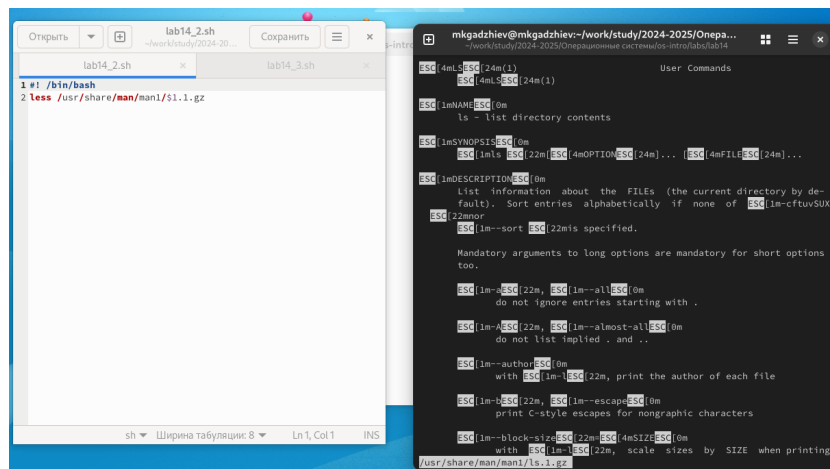 Открыть
lab14_2.sh
~/work/study/2024-20...
Сохранить
lab14_2.sh
lab14_3.sh
1 #! /bin/bash
2 less /usr/share/man/man1/$1.1.gz
sh
Ширина табуляции: 8
Ln 1, Col 1
INS
s-intro
mkgadzhiev@mkgadzhiev:~/work/study/2024-2025/Опера...
~/work/study/2024-2025/Операционные системы/os-intro/labs/lab14
ESC[4mLSESC[24m(1) User Commands
ESC[4mLSESC[24m(1)
ESC[1mNAMEESC[0m
ls - list directory contents
ESC[1mSYNOPSISESC[0m
ESC[1mls ESC[22m[ESC[4mOPTIONESC[24m]... [ESC[4mFILEESC[24m]...
ESC[1mDESCRIPTIONESC[0m
List information about the FILEs (the current directory by de-
fault). Sort entries alphabetically if none of ESC[1m-cftuvSUX
ESC[22mnor
ESC[1m--sort ESC[22mis specified.
Mandatory arguments to long options are mandatory for short options
too.
ESC[1m-aESC[22m, ESC[1m--allESC[0m
do not ignore entries starting with .
ESC[1m-AESC[22m, ESC[1m--almost-allESC[0m
do not list implied . and ..
ESC[1m--authorESC[0m
with ESC[1m-lESC[22m, print the author of each file
ESC[1m-bESC[22m, ESC[1m--escapeESC[0m
print C-style escapes for nongraphic characters
ESC[1m--block-sizeESC[22m=ESC[4mSIZEESC[0m
with ESC[1m-lESC[22m, scale sizes by SIZE when printing
/usr/share/man/man1/ls.1.gz